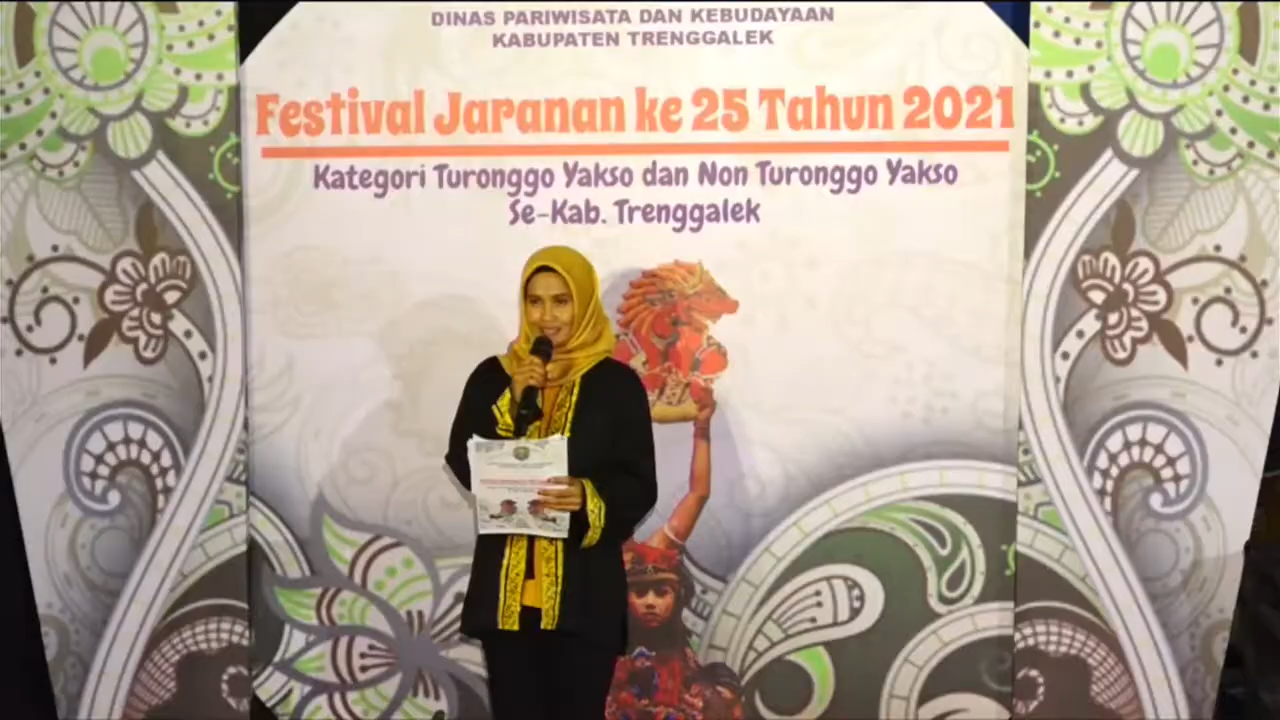 DINAS PARIWISATA DAN KEBUDAYAAN
KABUPATEN TRENGGALEK
Festival Jaranan ke 25 Tahun 2021
Kategori Turonggo Yakso dan Non Turonggo Yakso
Se-Kab. Trenggalek